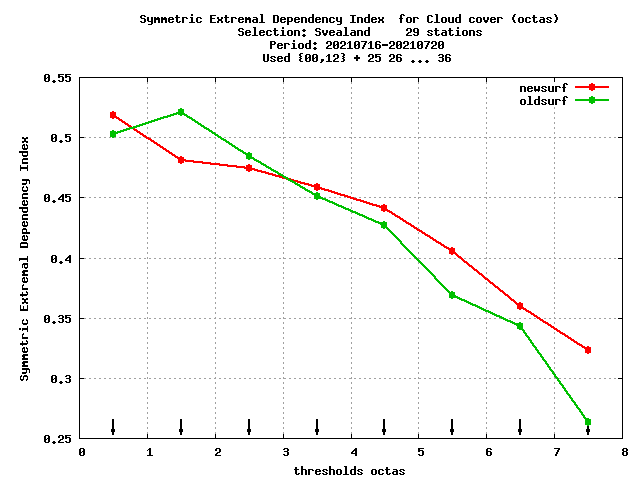 Symmetric Extremal Dependency Index  for Cloud cover (octas)
Selection: Svealand     29 stations
Period: 20210716-20210720
Used {00,12} + 25 26 ... 36
newsurf
oldsurf
0.55
0.5
0.45
0.4
0.35
0.3
0.25
Symmetric Extremal Dependency Index
0 1 2 3 4 5 6 7 8
thresholds octas